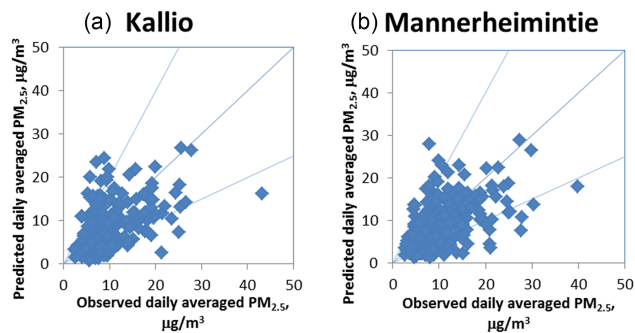 (a) Kallio
Predicted daily averaged PM2.5, µg/m3
50
40
30
20
10
0
0 10 20 30 40 50
Observed daily averaged PM2.5,
µg/m3
(b) Mannerheimintie
Predicted daily averaged PM2.5, µg/m3
50
40
30
20
10
0
0 10 20 30 40 50
Observed daily averaged PM2.5,
µg/m3